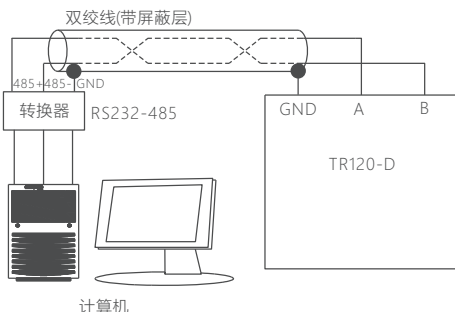 双绞线(带屏蔽层)
485+485- GND
转换器
RS232-485
GND A B
TR120-D
计算机